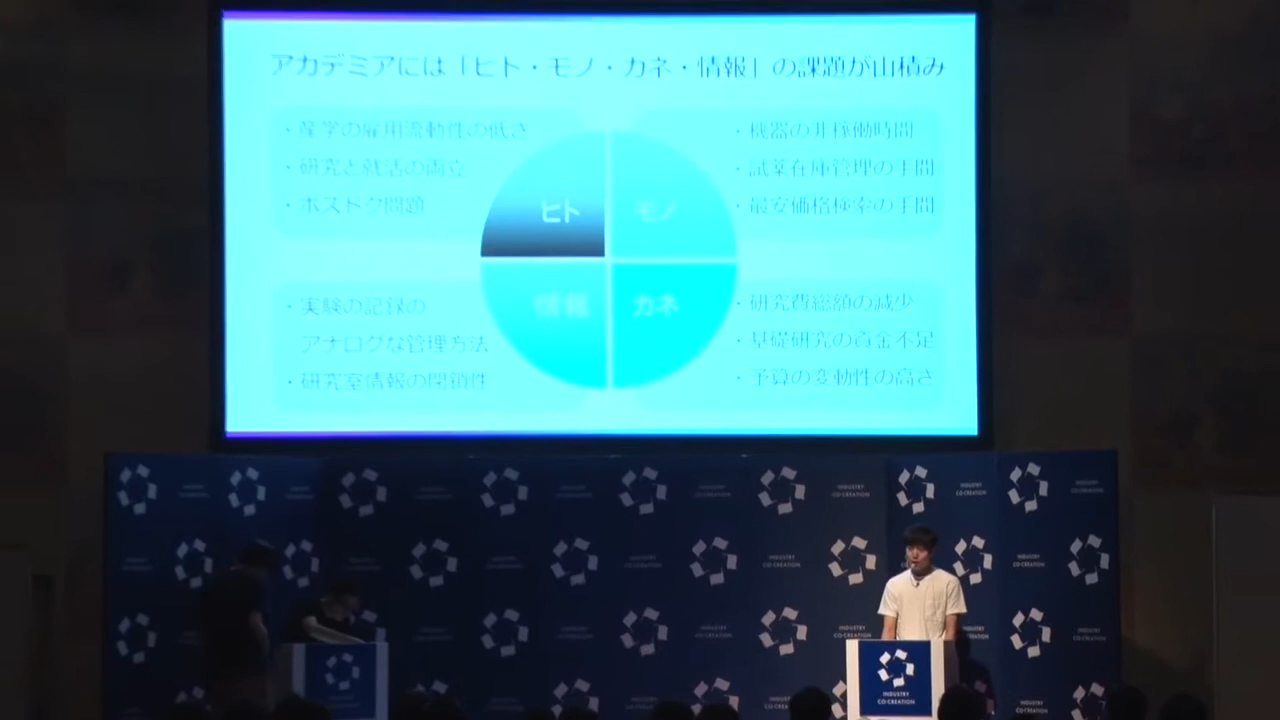 アカデミアには「ヒト・モノ・カネ・情報」の課題が山積み
・産学の雇用流動性の低さ
・研究と就活の両立
・ポスドク問題
ヒト
モノ
・機器の非稼働時間
・試薬在庫管理の手間
・最安価格検索の手間
・実験の記録の
アナログな管理方法
・研究室情報の閉鎖性
情報
カネ
・研究費総額の減少
・基礎研究の資金不足
・予算の変動性の高さ
INDUSTRY
CO-CREATION
INDUSTRY
CO-CREATION